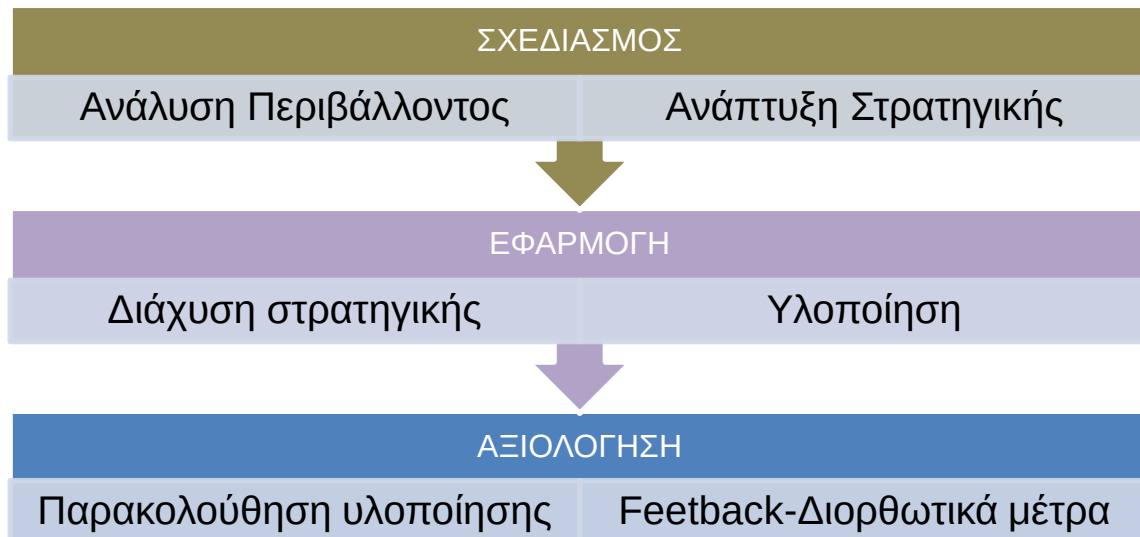 ΣΧΕΔΙΑΣΜΟΣ
Ανάλυση Περιβάλλοντος
Ανάπτυξη Στρατηγικής
ΕΦΑΡΜΟΓΗ
Διάχυση στρατηγικής
Υλοποίηση
ΑΞΙΟΛΟΓΗΣΗ
Παρακολούθηση υλοποίησης
Feetback-Διορθωτικά μέτρα